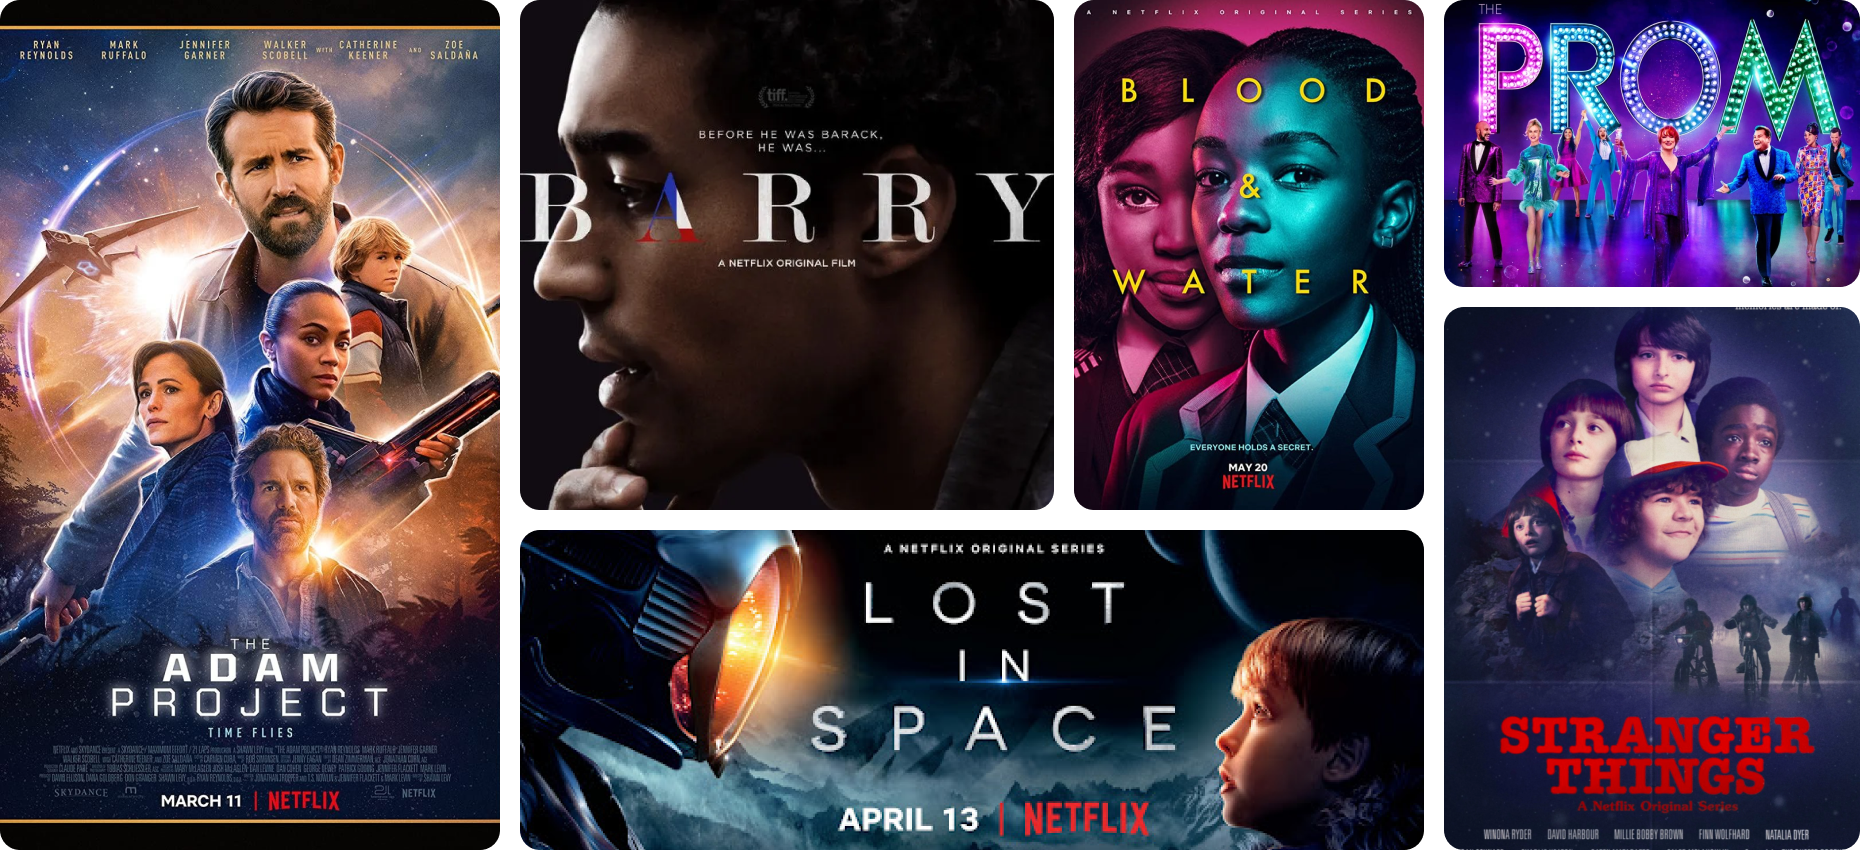 RYAN REYNOLDS
MARK RUFFALO
JENNIFER GARNER
WALKER SCOBELL
WITH
CATHERINE KEENER
AND
ZOE SALDAÑA
THE
ADAM
PROJECT
TIME FLIES
SKYDANCE
NETFLIX
MARCH 11 | NETFLIX
tiff.
BEFORE HE WAS BARACK,
HE WAS...
BARRY
A NETFLIX ORIGINAL FILM
A NETFLIX ORIGINAL SERIES
BLOOD
&
WATER
EVERYONE HOLDS A SECRET.
MAY 20
NETFLIX
THE
PROM
A NETFLIX ORIGINAL SERIES
LOST
IN
SPACE
APRIL 13 | NETFLIX
memories are made of.
STRANGER
THINGS
A Netflix Original Series
WINONA RYDER DAVID HARBOUR MILLIE BOBBY BROWN FINN WOLFHARD NATALIA DYER